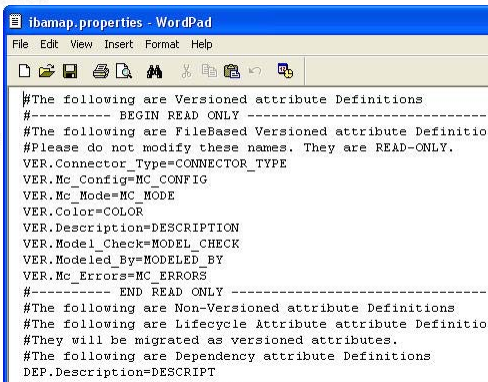 ibamap.properties - WordPad
File Edit View Insert Format Help
#The following are Versioned attribute Definitions
#---------- BEGIN READ ONLY --------------------------------
#The following are FileBased Versioned attribute Definitio
#Please do not modify these names. They are READ-ONLY.
VER.Connector_Type=CONNECTOR_TYPE
VER.Mc_Config=MC_CONFIG
VER.Mc_Mode=MC_MODE
VER.Color=COLOR
VER.Description=DESCRIPTION
VER.Model_Check=MODEL_CHECK
VER.Modeled_By=MODELED_BY
VER.Mc_Errors=MC_ERRORS
#---------- END READ ONLY ----------------------------------
#The following are Non-Versioned attribute Definitions
#The following are Lifecycle Attribute attribute Definitio
#They will be migrated as versioned attributes.
#The following are Dependency attribute Definitions
DEP.Description=DESCRIPT